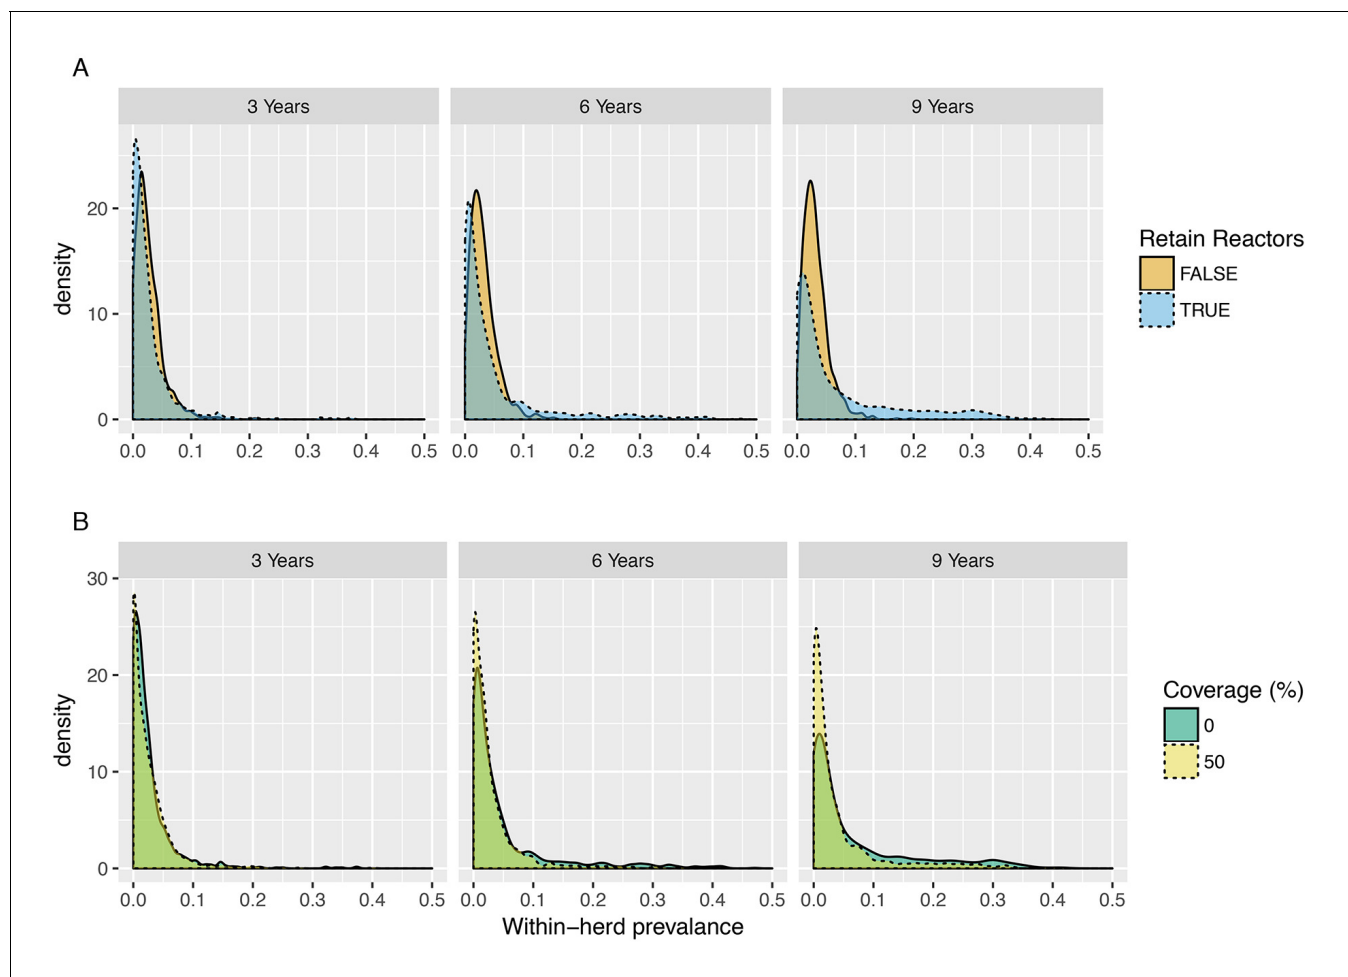 A
3 Years
6 Years
9 Years
20
10
0
density
0.0 0.1 0.2 0.3 0.4 0.5
0.0 0.1 0.2 0.3 0.4 0.5
0.0 0.1 0.2 0.3 0.4 0.5
Retain Reactors
FALSE
TRUE
B
3 Years
6 Years
9 Years
30
20
10
0
density
0.0 0.1 0.2 0.3 0.4 0.5
0.0 0.1 0.2 0.3 0.4 0.5
0.0 0.1 0.2 0.3 0.4 0.5
Within−herd prevalance
Coverage (%)
0
50